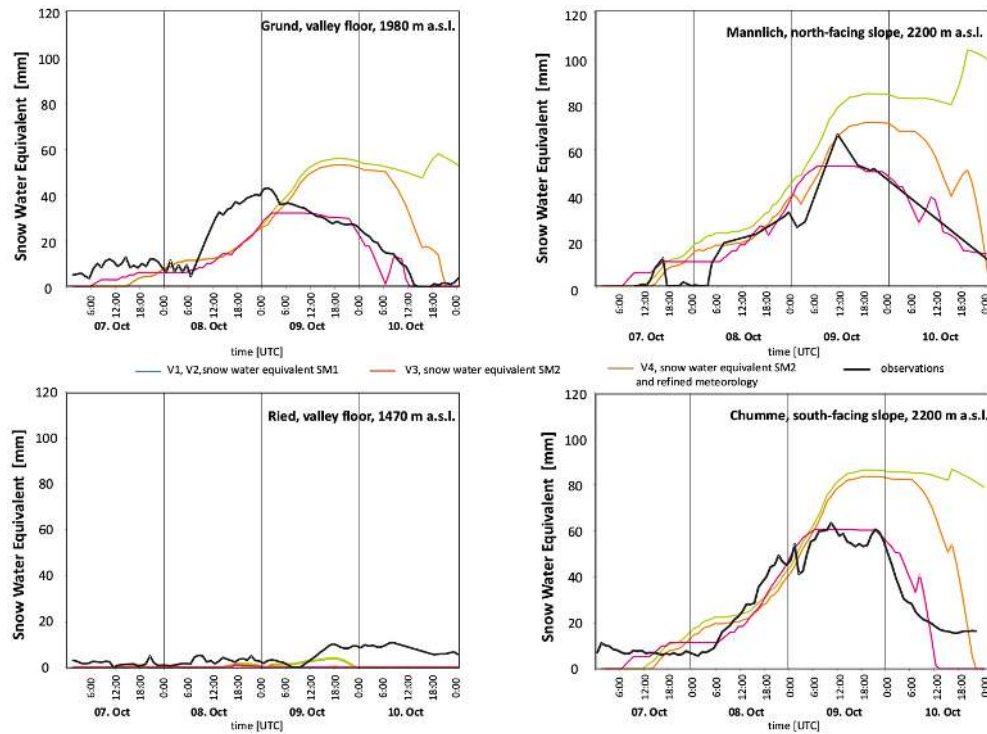 Grund, valley floor, 1980 m a.s.l.
Snow Water Equivalent [mm]
120
100
80
60
40
20
0
6:00 12:00 18:00 0:00 6:00 12:00 18:00 0:00 6:00 12:00 18:00 0:00 6:00 12:00 18:00 0:00
07. Oct 08. Oct 09. Oct 10. Oct
time [UTC]
Mannlich, north-facing slope, 2200 m a.s.l.
Snow Water Equivalent [mm]
120
100
80
60
40
20
0
6:00 12:00 18:00 0:00 6:00 12:00 18:00 0:00 6:00 12:00 18:00 0:00 6:00 12:00 18:00 0:00
07. Oct 08. Oct 09. Oct 10. Oct
time [UTC]
V1, V2,snow water equivalent SM1
V3, snow water equivalent SM2
V4, snow water equivalent SM2
and refined meteorology
observations
Ried, valley floor, 1470 m a.s.l.
Snow Water Equivalent [mm]
120
100
80
60
40
20
0
6:00 12:00 18:00 0:00 6:00 12:00 18:00 0:00 6:00 12:00 18:00 0:00 6:00 12:00 18:00 0:00
07. Oct 08. Oct 09. Oct 10. Oct
time [UTC]
Chumme, south-facing slope, 2200 m a.s.l.
Snow Water Equivalent [mm]
120
100
80
60
40
20
0
6:00 12:00 18:00 0:00 6:00 12:00 18:00 0:00 6:00 12:00 18:00 0:00 6:00 12:00 18:00 0:00
07. Oct 08. Oct 09. Oct 10. Oct
time [UTC]